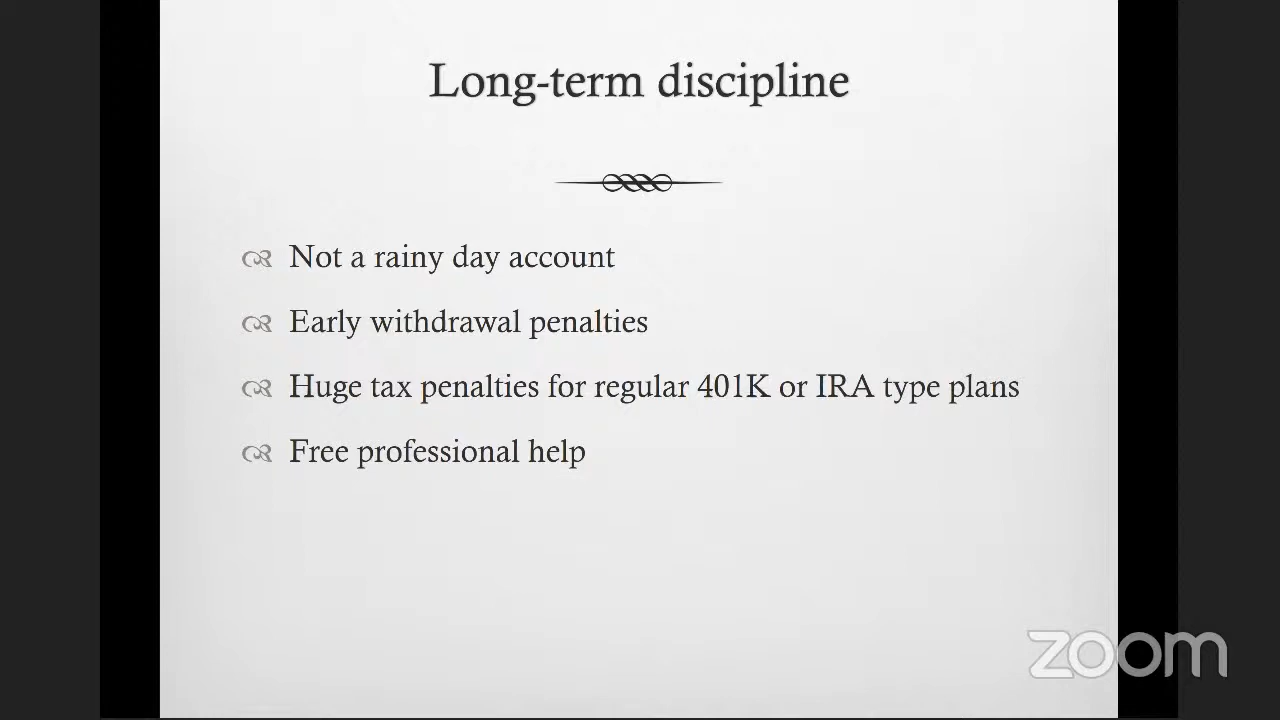 Long-term discipline
Not a rainy day account
Early withdrawal penalties
Huge tax penalties for regular 401K or IRA type plans
Free professional help
zoom